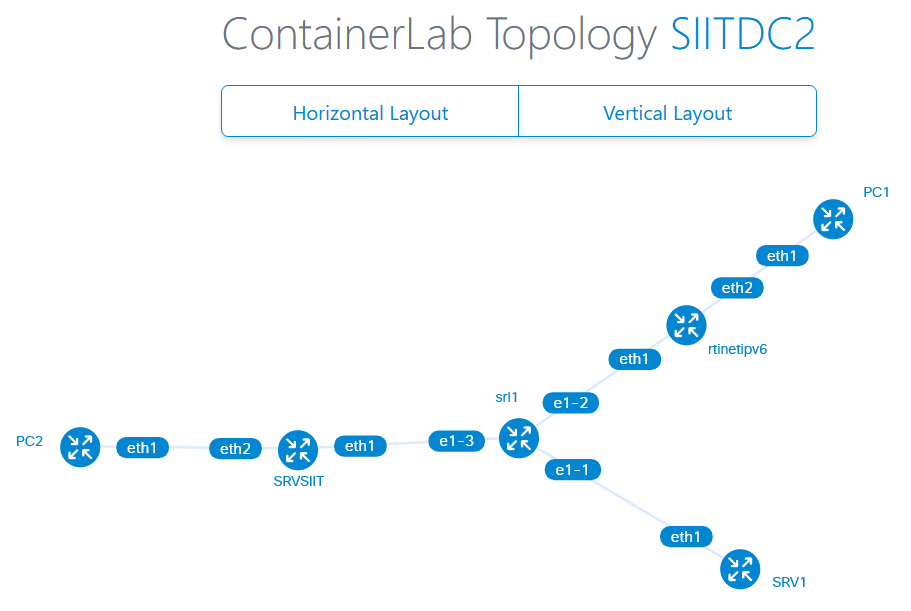 ContainerLab Topology SIITDC2
Horizontal Layout
Vertical Layout
PC1
eth1
eth2
rtinetipv6
eth1
srl1
e1-2
PC2
eth1
eth2
SRVSIIT
eth1
e1-3
e1-1
eth1
SRV1